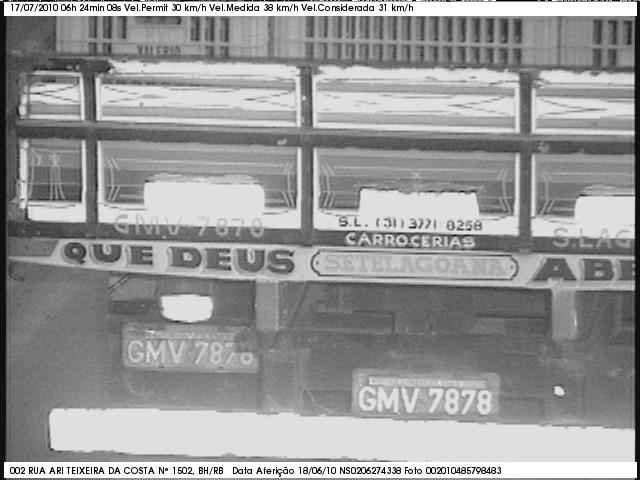 17/07/2010 06h 24min 08s Vel.Permit 30 km/h Vel.Medida 38 km/h Vel.Considerada 31 km/h
VALERIO
GMV-7878
S.L. (31)3771-8258
CARROCERIAS
S.LAG
QUE DEUS
SETELAGOANA
ABE
GMV 7878
GMV 7878
002 RUA ARI TEIXEIRA DA COSTA Nº 1502, BH/RB Data Aferição 18/06/10 NS0206274338 Foto 002010485798483